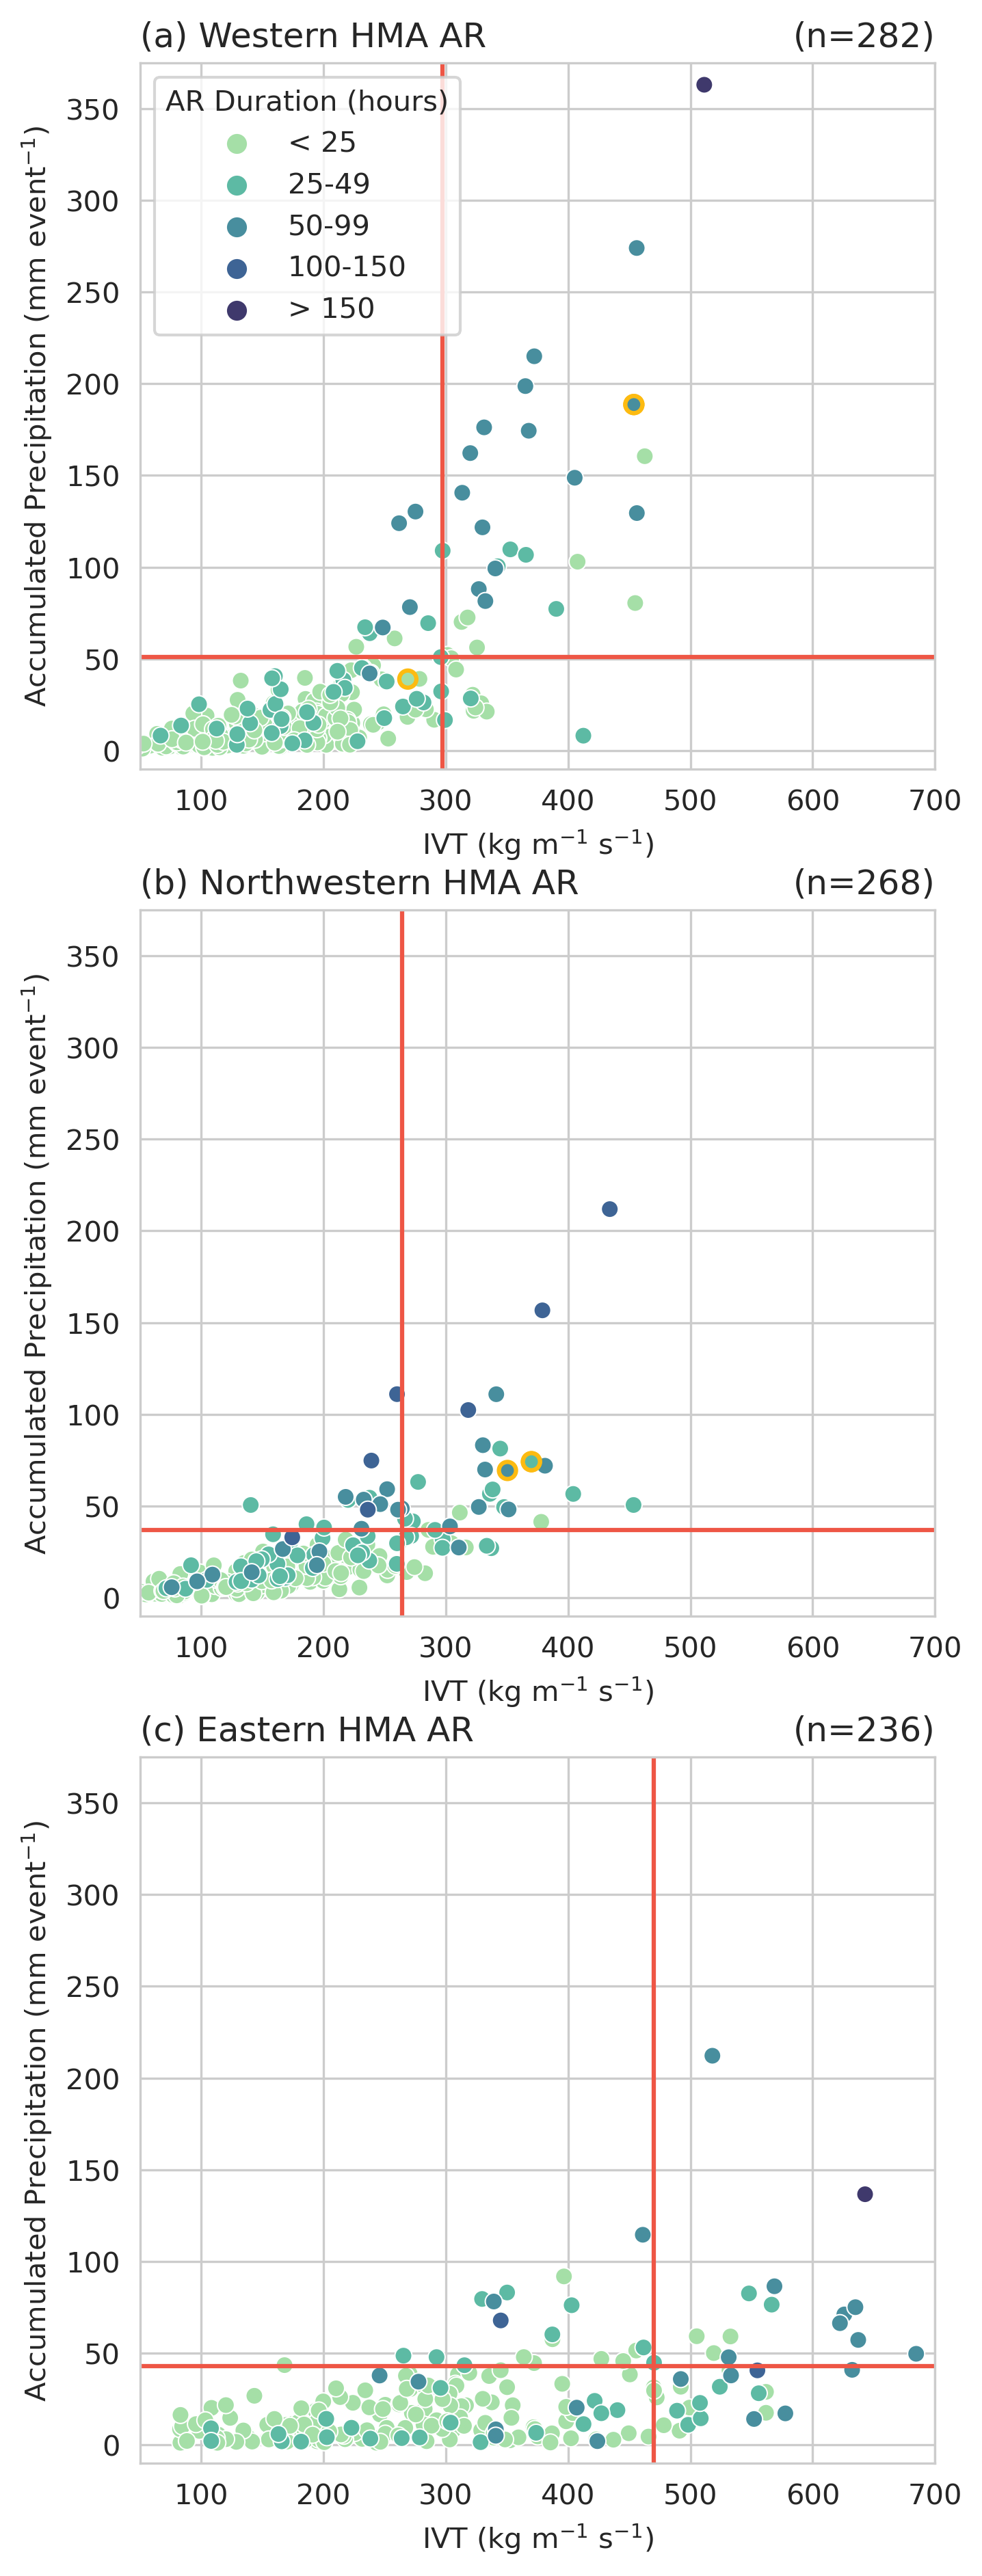 (a) Western HMA AR (n=282)
Accumulated Precipitation (mm event⁻¹)
350
300
250
200
150
100
50
0
AR Duration (hours)
< 25
25-49
50-99
100-150
> 150
100 200 300 400 500 600 700
IVT (kg m⁻¹ s⁻¹)
(b) Northwestern HMA AR (n=268)
Accumulated Precipitation (mm event⁻¹)
350
300
250
200
150
100
50
0
100 200 300 400 500 600 700
IVT (kg m⁻¹ s⁻¹)
(c) Eastern HMA AR (n=236)
Accumulated Precipitation (mm event⁻¹)
350
300
250
200
150
100
50
0
100 200 300 400 500 600 700
IVT (kg m⁻¹ s⁻¹)